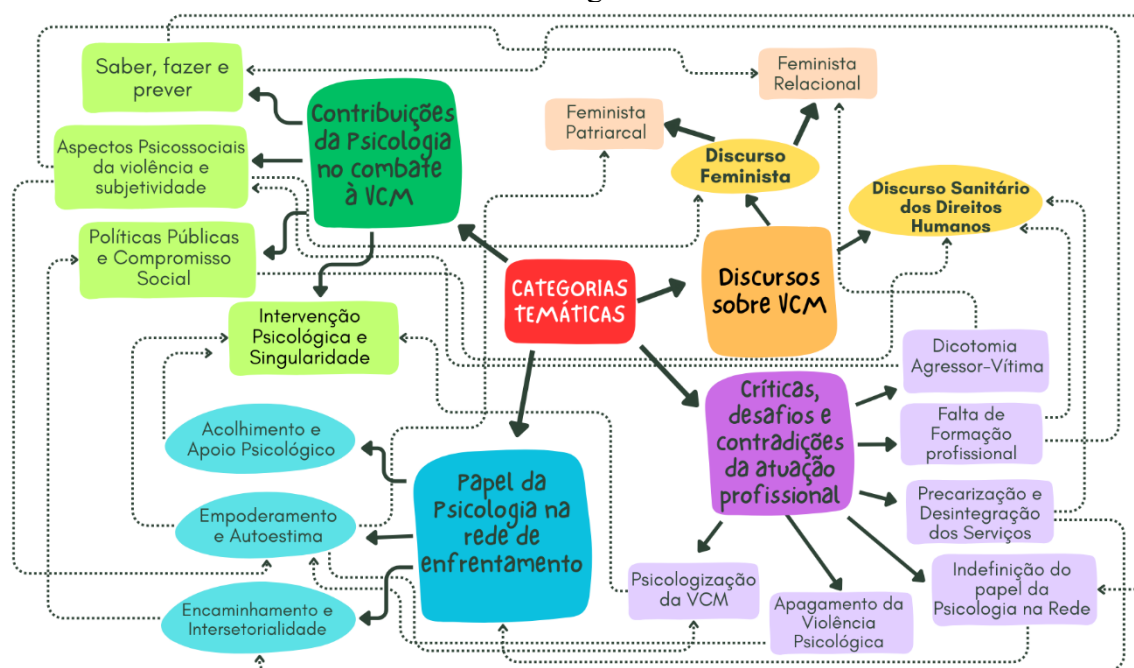 Saber, fazer e
prever
Aspectos Psicossociais
da violência e
subjetividade
Políticas Públicas
e Compromisso
Social
Intervenção
Psicológica e
Singularidade
Contribuições
da Psicologia
no combate
à VCM
Feminista
Patriarcal
Feminista
Relacional
Discurso
Feminista
Discurso Sanitário
dos Direitos
Humanos
CATEGORIAS
TEMÁTICAS
Discursos
sobre VCM
Acolhimento e
Apoio Psicológico
Empoderamento
e Autoestima
Encaminhamento e
Intersetorialidade
Papel da
Psicologia na
rede de
enfrentamento
Críticas,
desafios e
contradições
da atuação
profissional
Dicotomia
Agressor-Vítima
Falta de
Formação
profissional
Precarização e
Desintegração
dos Serviços
Indefinição do
papel da
Psicologia na Rede
Psicologização
da VCM
Apagamento da
Violência
Psicológica